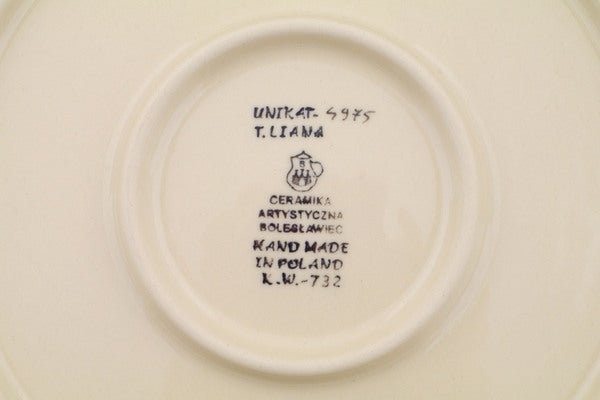 UNIKAT- 4975
T. LIANA
B
CERAMIKA
ARTYSTYCZNA
BOLESŁAWIEC
HAND MADE
IN POLAND
K.W.-732